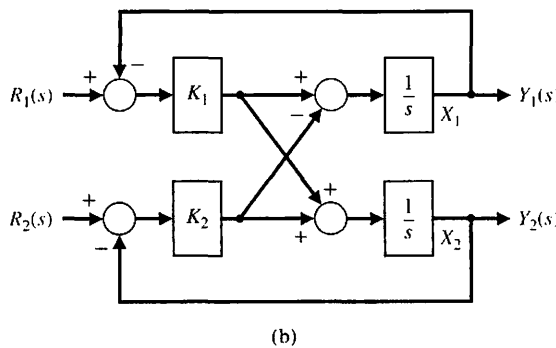 −
R₁(s) + K₁ + 1/s X₁ Y₁(s)
−
+
R₂(s) + K₂ + 1/s X₂ Y₂(s)
−
(b)